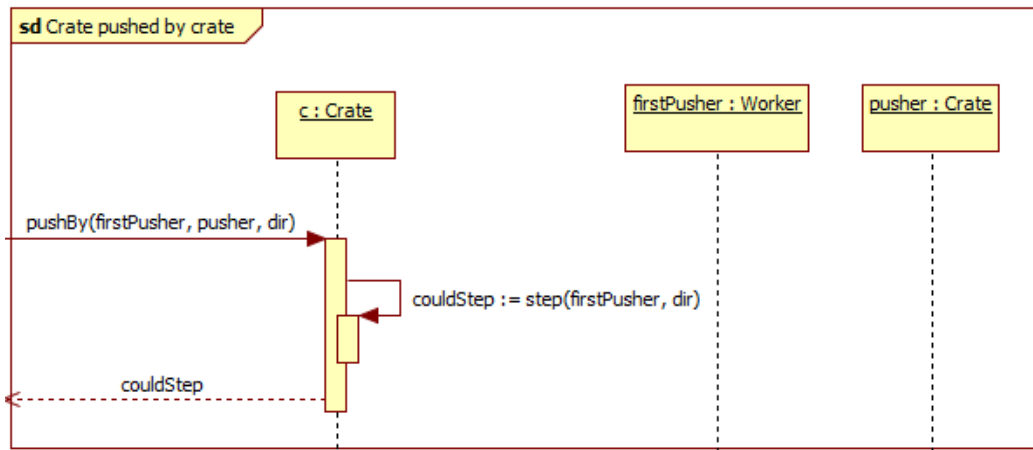 sd Crate pushed by crate
c : Crate
firstPusher : Worker
pusher : Crate
pushBy(firstPusher, pusher, dir)
couldStep := step(firstPusher, dir)
couldStep